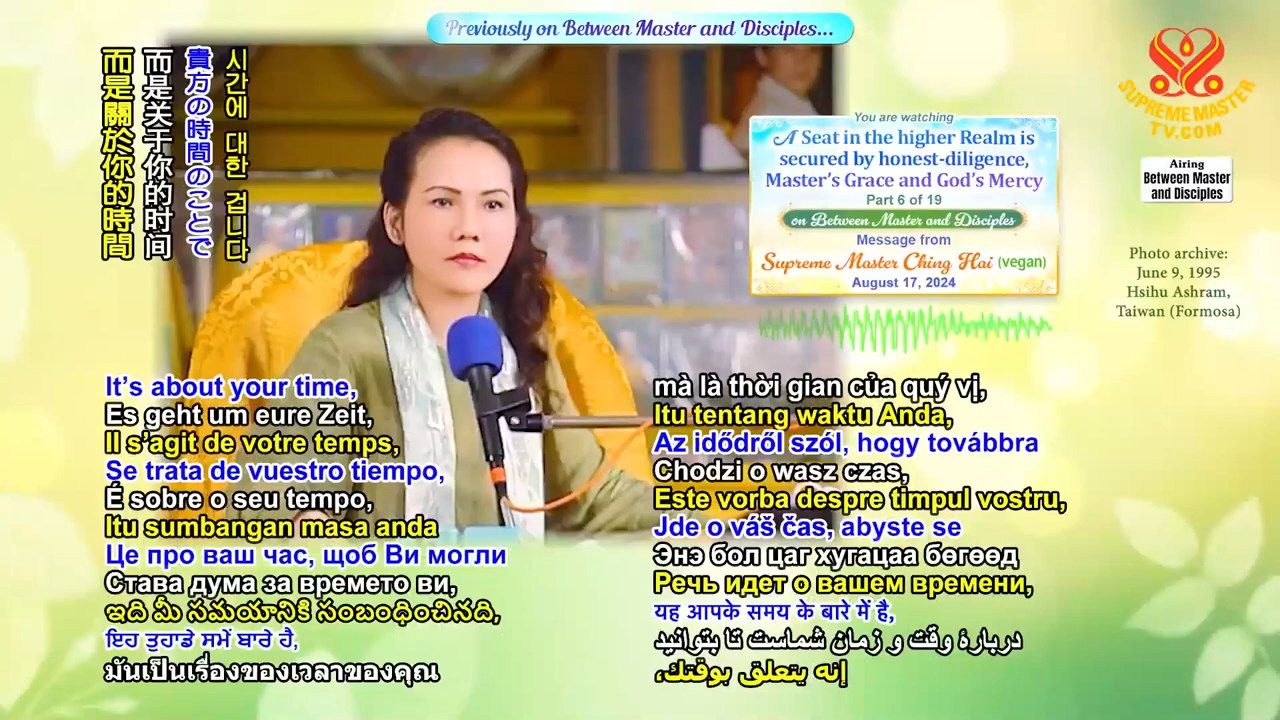 Previously on Between Master and Disciples...
而是關於你的時間
而是关于你的时间
貴方の時間のことで
시간에 대한 겁니다
You are watching
A Seat in the higher Realm is
secured by honest-diligence,
Master's Grace and God's Mercy
Part 6 of 19
on Between Master and Disciples
Message from
Supreme Master Ching Hai (vegan)
August 17, 2024
SUPREME MASTER
TV.COM
Airing
Between Master
and Disciples
Photo archive:
June 9, 1995
Hsihu Ashram,
Taiwan (Formosa)
It's about your time,
Es geht um eure Zeit,
Il s'agit de votre temps,
Se trata de vuestro tiempo,
É sobre o seu tempo,
Itu sumbangan masa anda
Це про ваш час, щоб Ви могли
Става дума за времето ви,
ఇది మీ సమయానికి సంబంధించినది,
ਇਹ ਤੁਹਾਡੇ ਸਮੇਂ ਬਾਰੇ ਹੈ,
มันเป็นเรื่องของเวลาของคุณ
mà là thời gian của quý vị,
Itu tentang waktu Anda,
Az idődről szól, hogy továbbra
Chodzi o wasz czas,
Este vorba despre timpul vostru,
Jde o váš čas, abyste se
Энэ бол цаг хугацаа бөгөөд
Речь идет о вашем времени,
यह आपके समय के बारे में है,
دربارهٔ وقت و زمان شماست تا بتوانید
إنه يتعلق بوقتك،